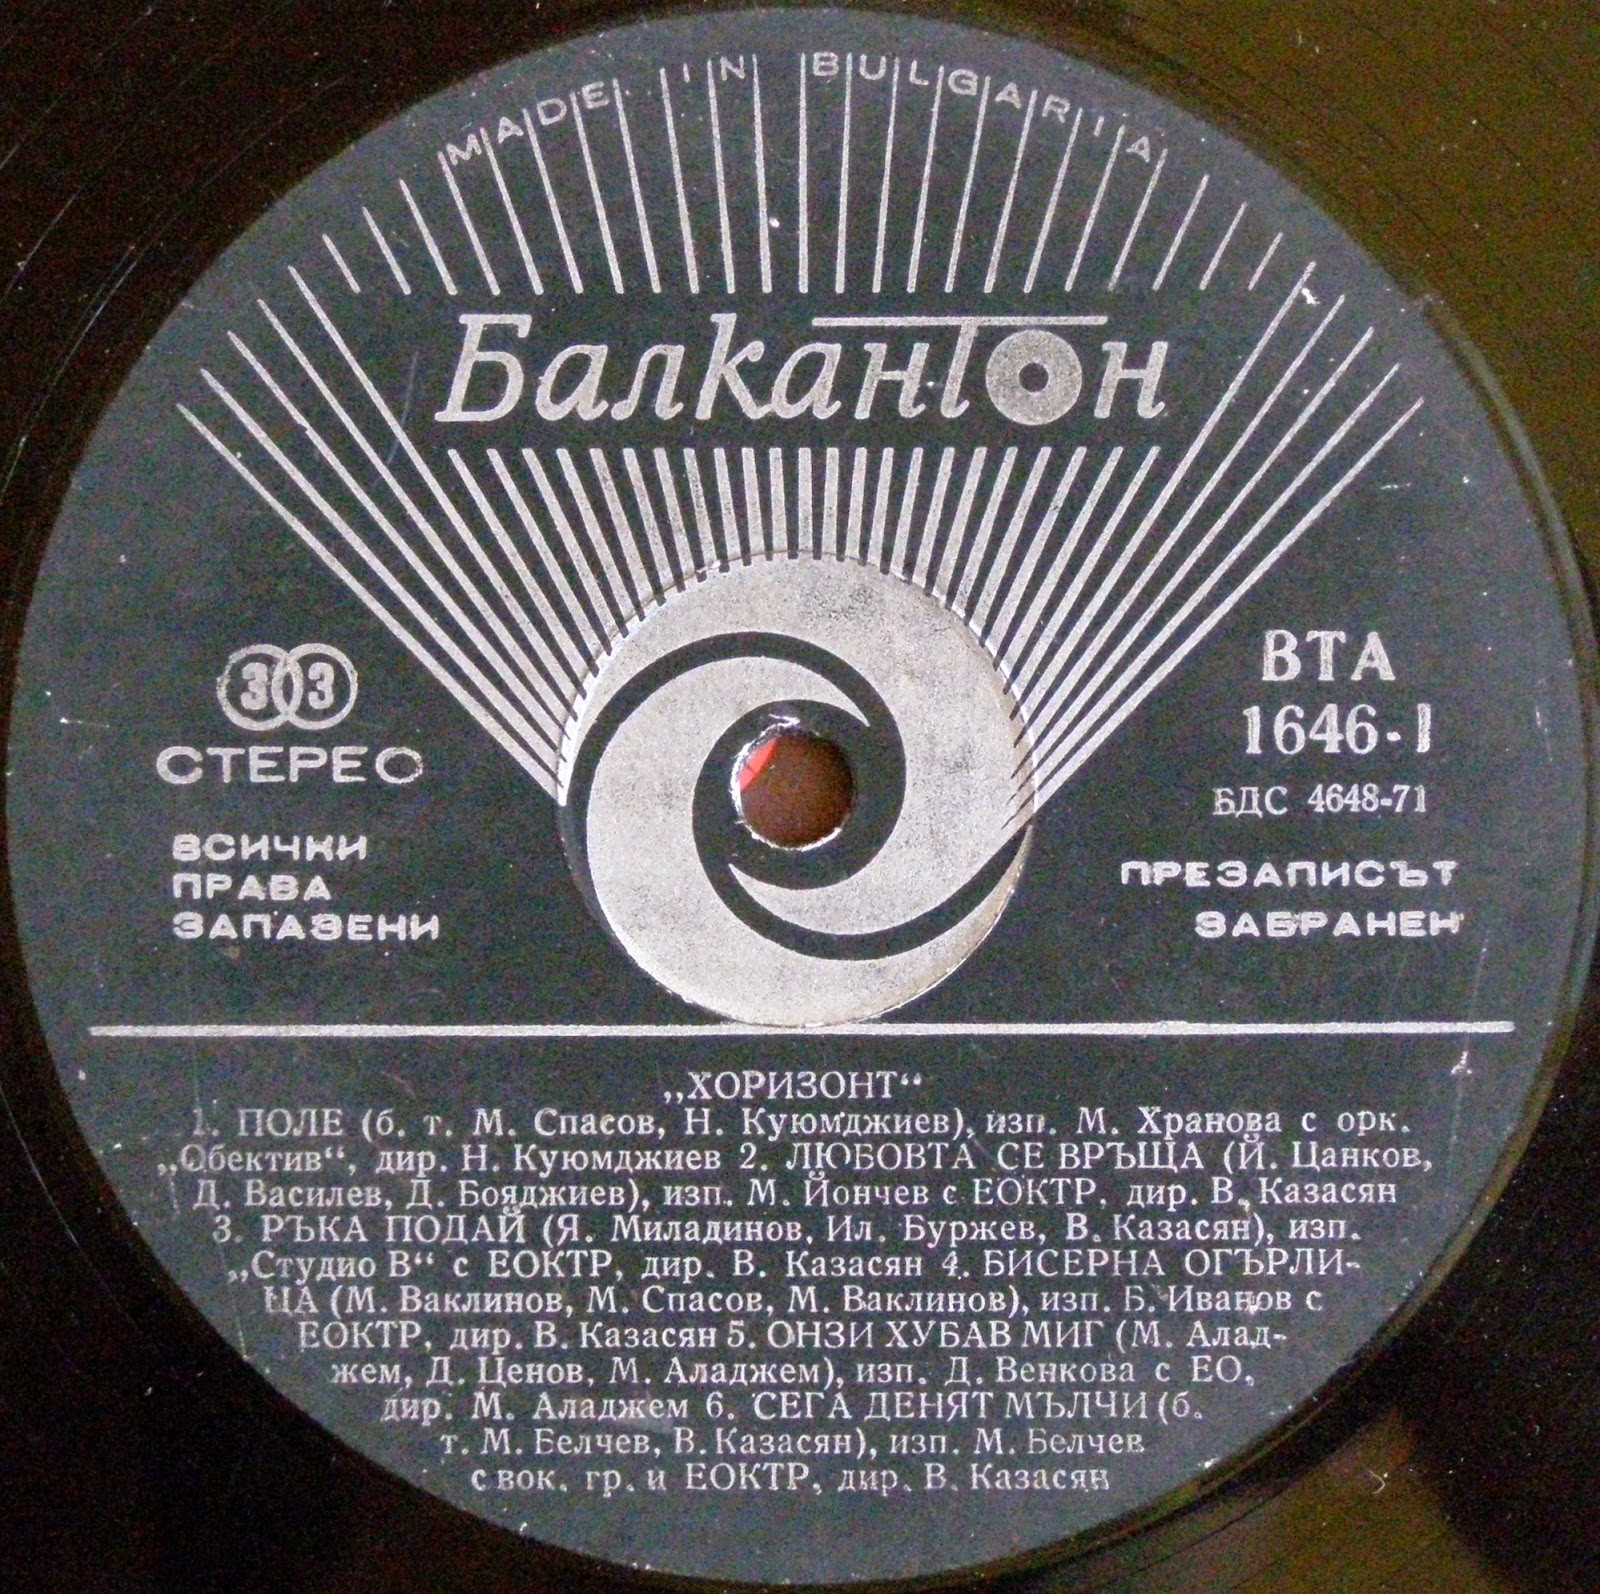 MADE IN BULGARIA
Балкантон
33
СТЕРЕО
ВСИЧКИ
ПРАВА
ЗАПАЗЕНИ
ВТА
1646-I
БДС 4648-71
ПРЕЗАПИСЪТ
ЗАБРАНЕН
„ХОРИЗОНТ“
1. ПОЛЕ (б. т. М. Спасов, Н. Куюмджиев), изп. М. Хранова с орк.
„Обектив“, дир. Н. Куюмджиев 2. ЛЮБОВТА СЕ ВРЪЩА (Й. Цанков,
Д. Василев, Д. Бояджиев), изп. М. Йончев с ЕОКТР, дир. В. Казасян
3. РЪКА ПОДАЙ (Я. Миладинов, Ил. Буржев, В. Казасян), изп.
„Студио В“ с ЕОКТР, дир. В. Казасян 4. БИСЕРНА ОГЪРЛИ-
ЦА (М. Ваклинов, М. Спасов, М. Ваклинов), изп. Б. Иванов с
ЕОКТР, дир. В. Казасян 5. ОНЗИ ХУБАВ МИГ (М. Алад-
жем, Д. Ценов, М. Аладжем), изп. Д. Венкова с ЕО,
дир. М. Аладжем 6. СЕГА ДЕНЯТ МЪЛЧИ (б.
т. М. Белчев, В. Казасян), изп. М. Белчев
с вок. гр. и ЕОКТР, дир. В. Казасян